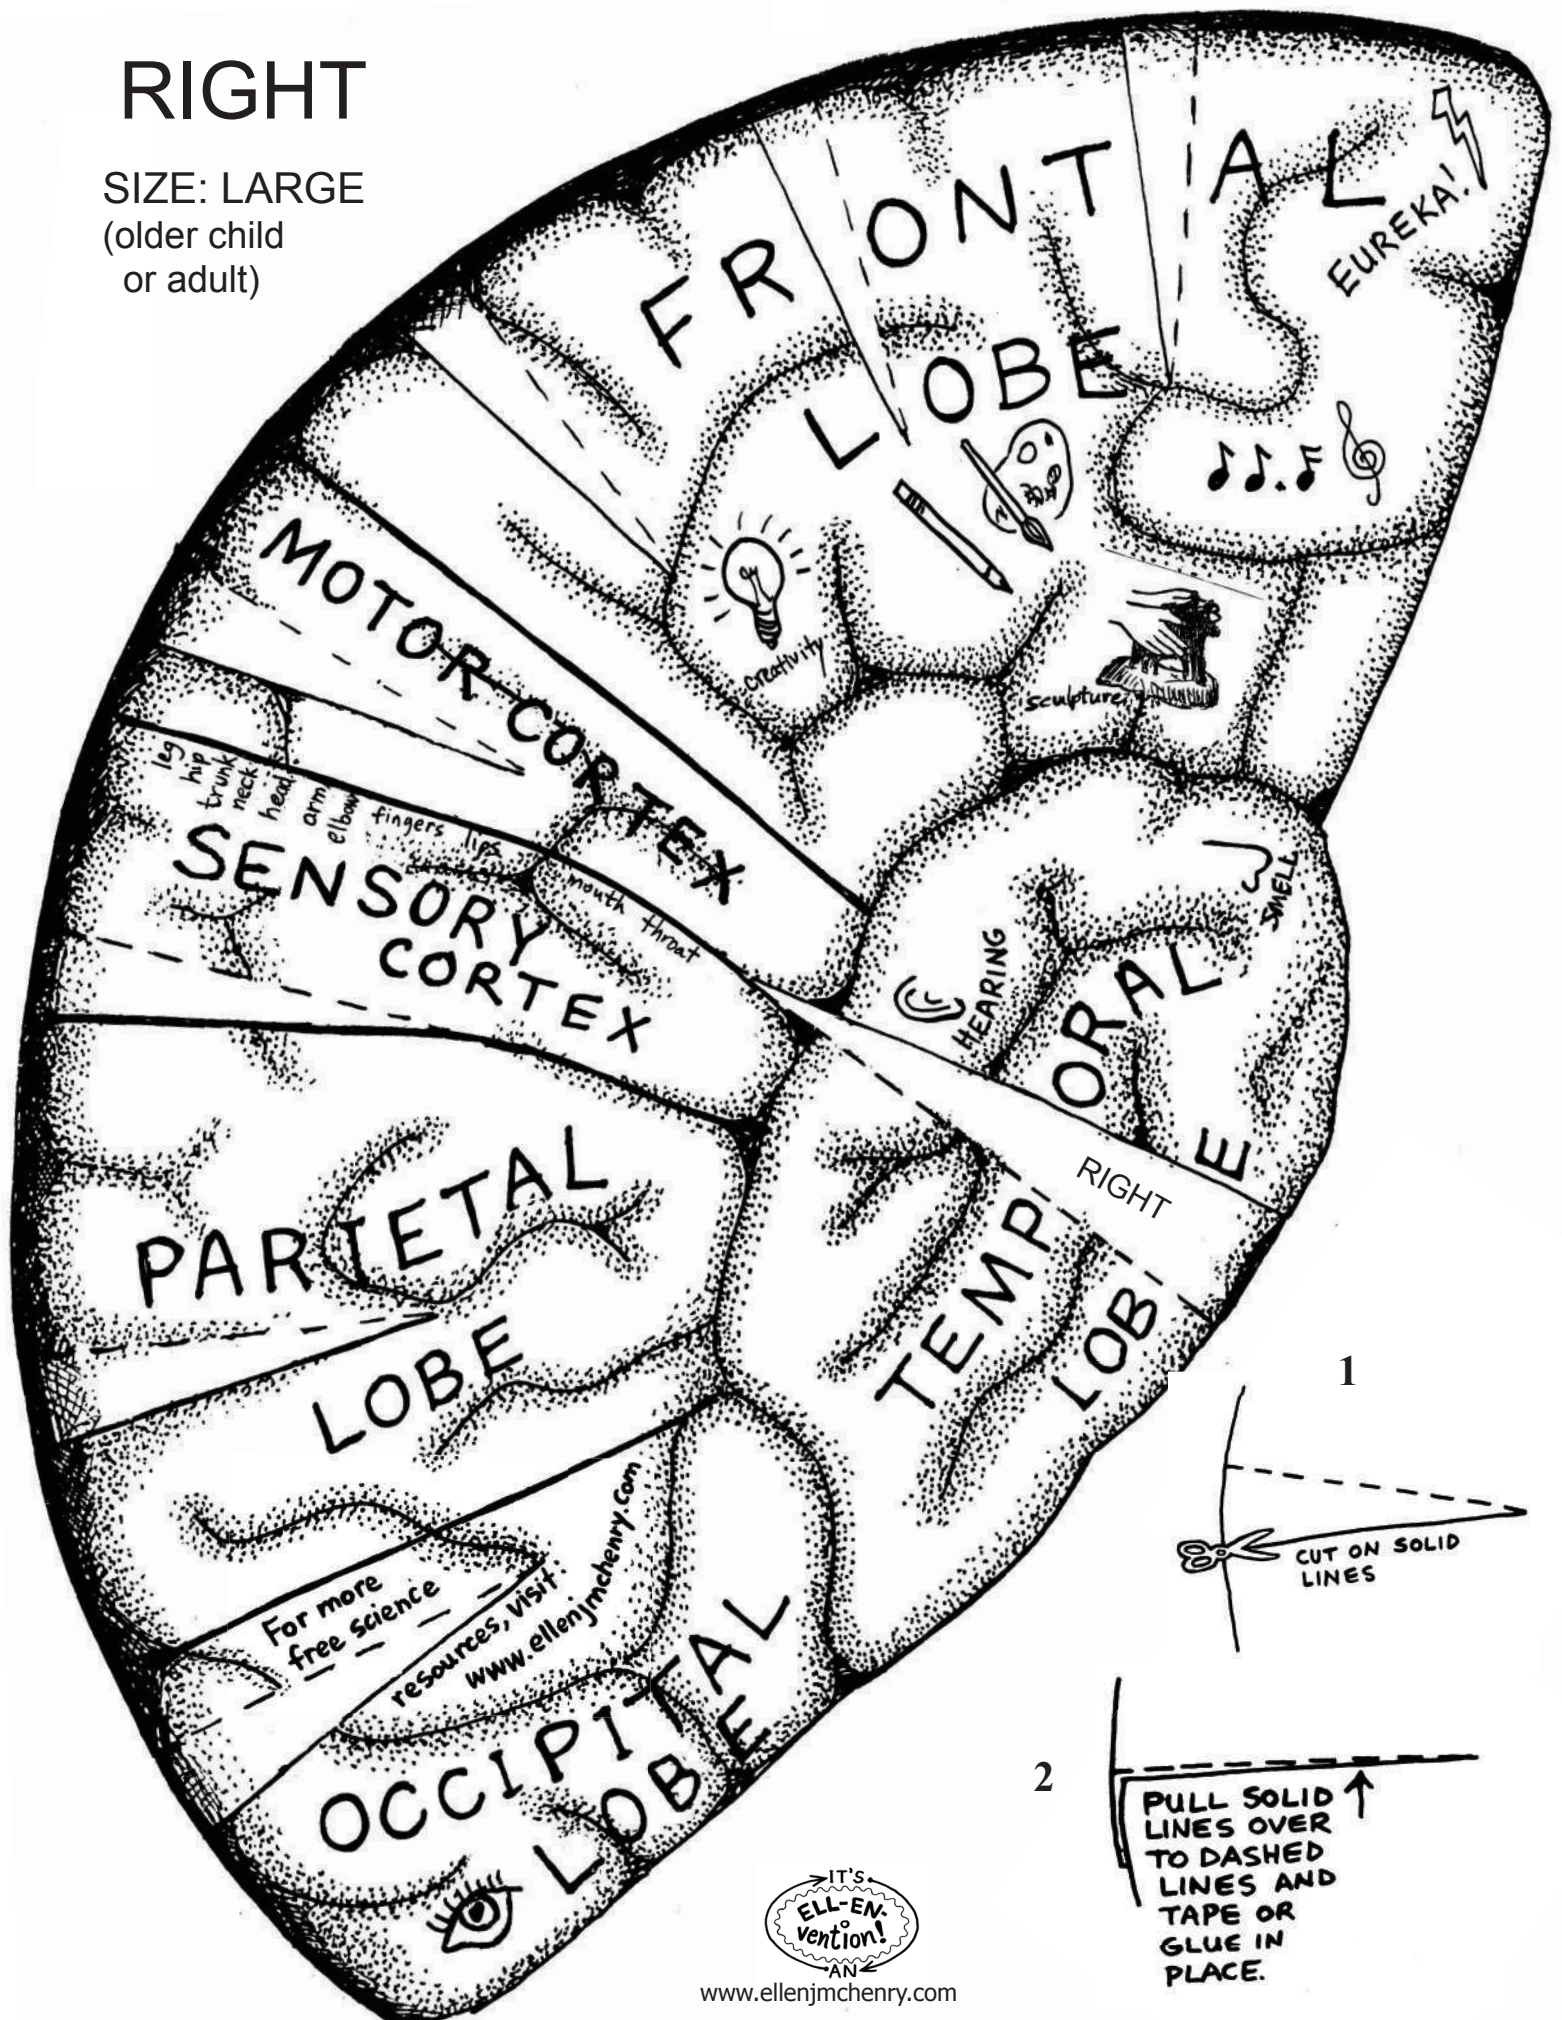 RIGHT
SIZE: LARGE
(older child
or adult)
FRONTAL
LOBE
EUREKA!
creativity
sculpture
MOTOR CORTEX
leg
hip
trunk
neck
head
arm
elbow
fingers
lips
mouth throat
SENSORY
CORTEX
SMELL
HEARING
ORAL
E
RIGHT
TEMP
LOB
PARIETAL
LOBE
For more
free science
resources, visit
www.ellenjmchenry.com
OCCIPITAL
LOBE
1
CUT ON SOLID
LINES
2
PULL SOLID
LINES OVER
TO DASHED
LINES AND
TAPE OR
GLUE IN
PLACE.
IT'S
ELL-EN-
vention!
AN
www.ellenjmchenry.com